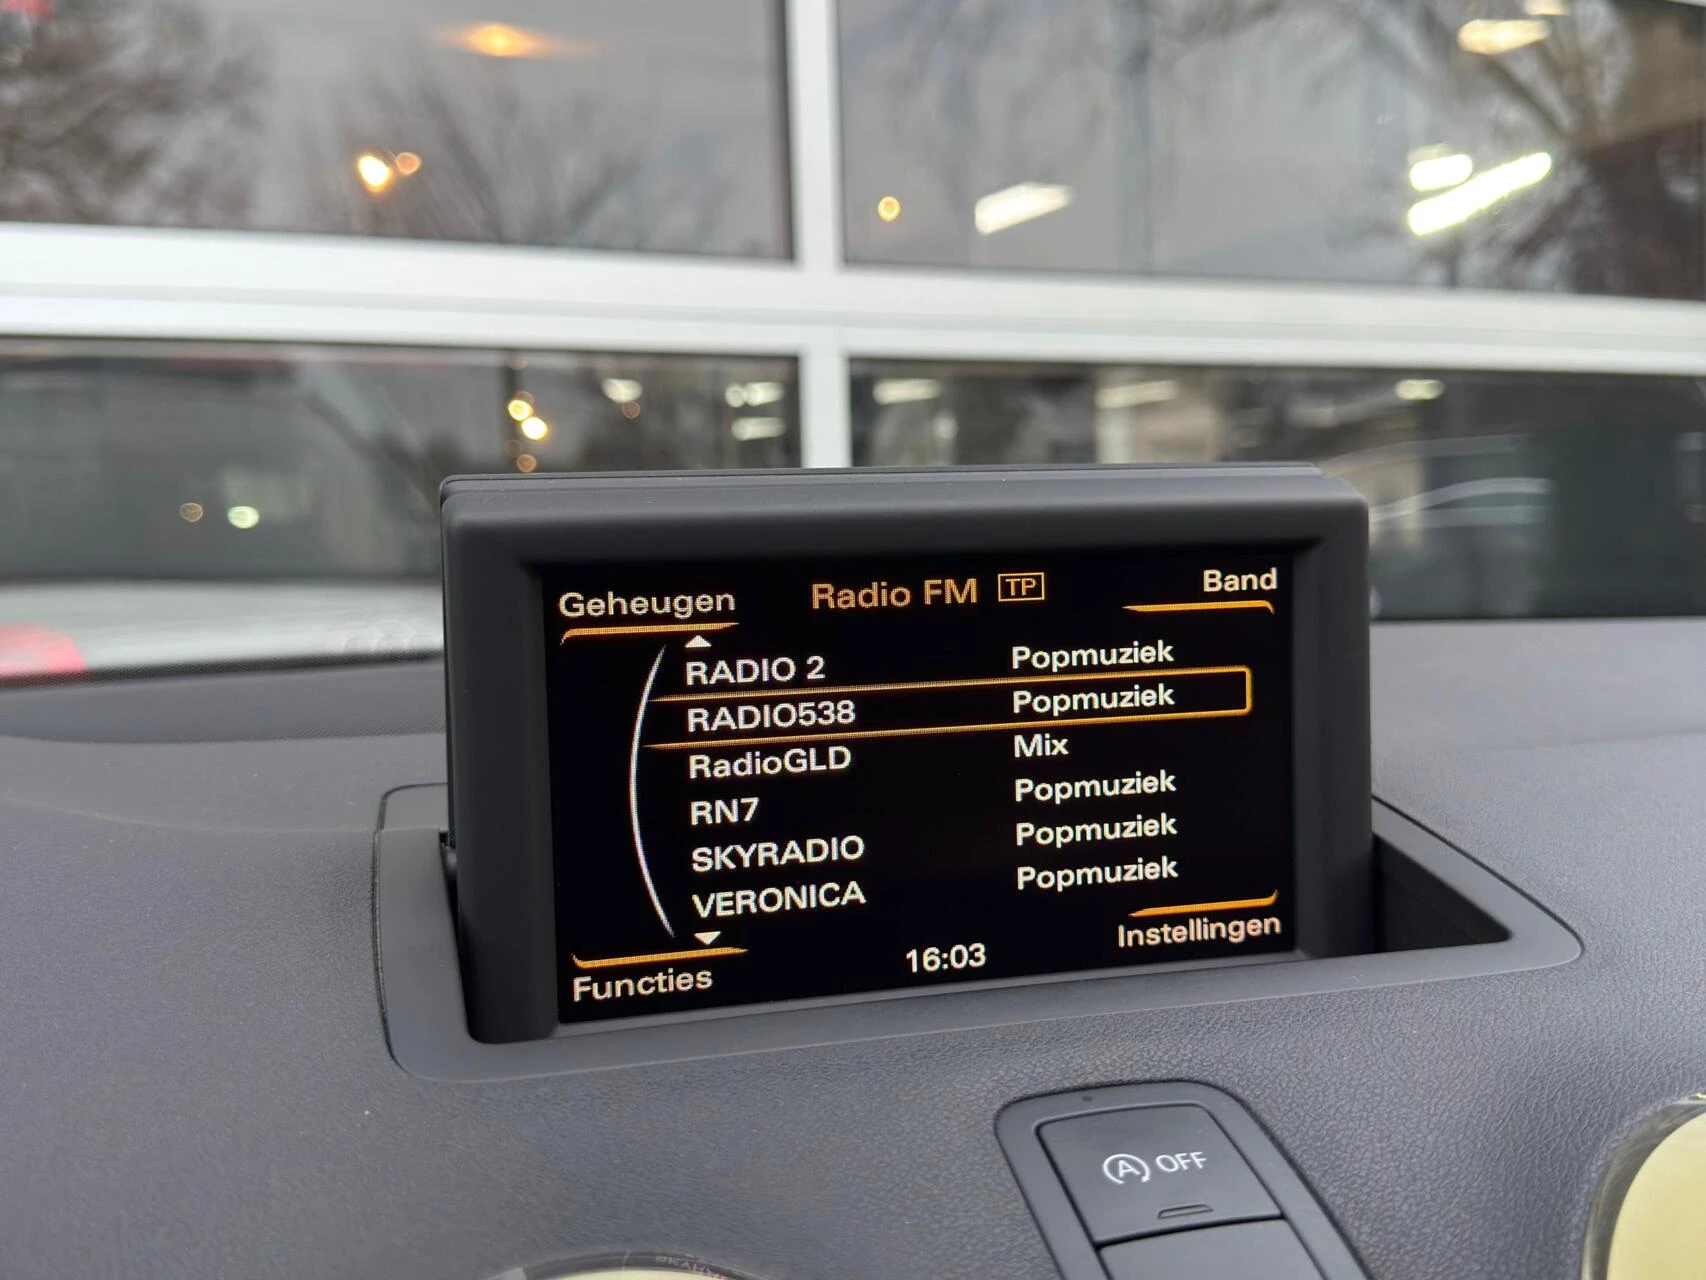 Geheugen Radio FM TP Band
RADIO 2 Popmuziek
RADIO538 Popmuziek
RadioGLD Mix
RN7 Popmuziek
SKYRADIO Popmuziek
VERONICA Popmuziek
Functies 16:03 Instellingen
A OFF